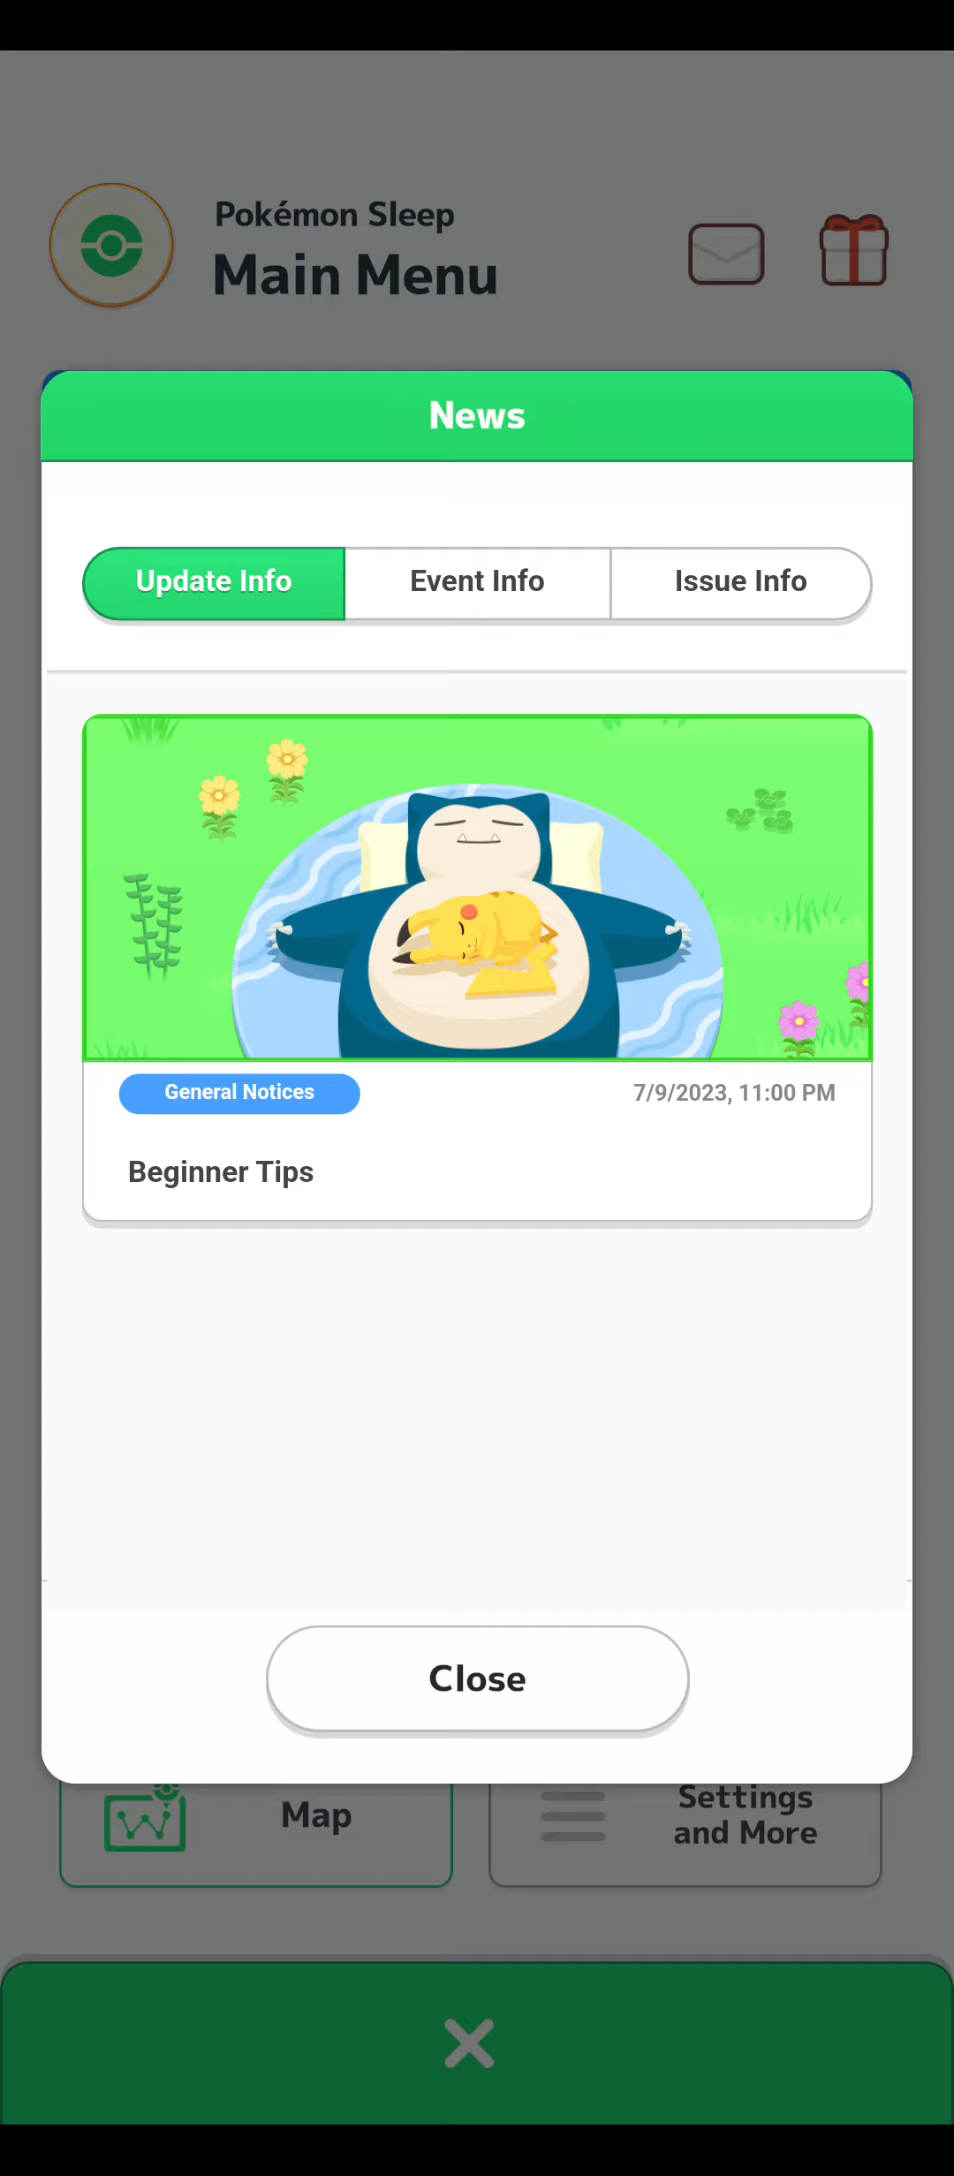 Pokémon Sleep
Main Menu
News
Update Info
Event Info
Issue Info
General Notices
7/9/2023, 11:00 PM
Beginner Tips
Close
Map
Settings
and More